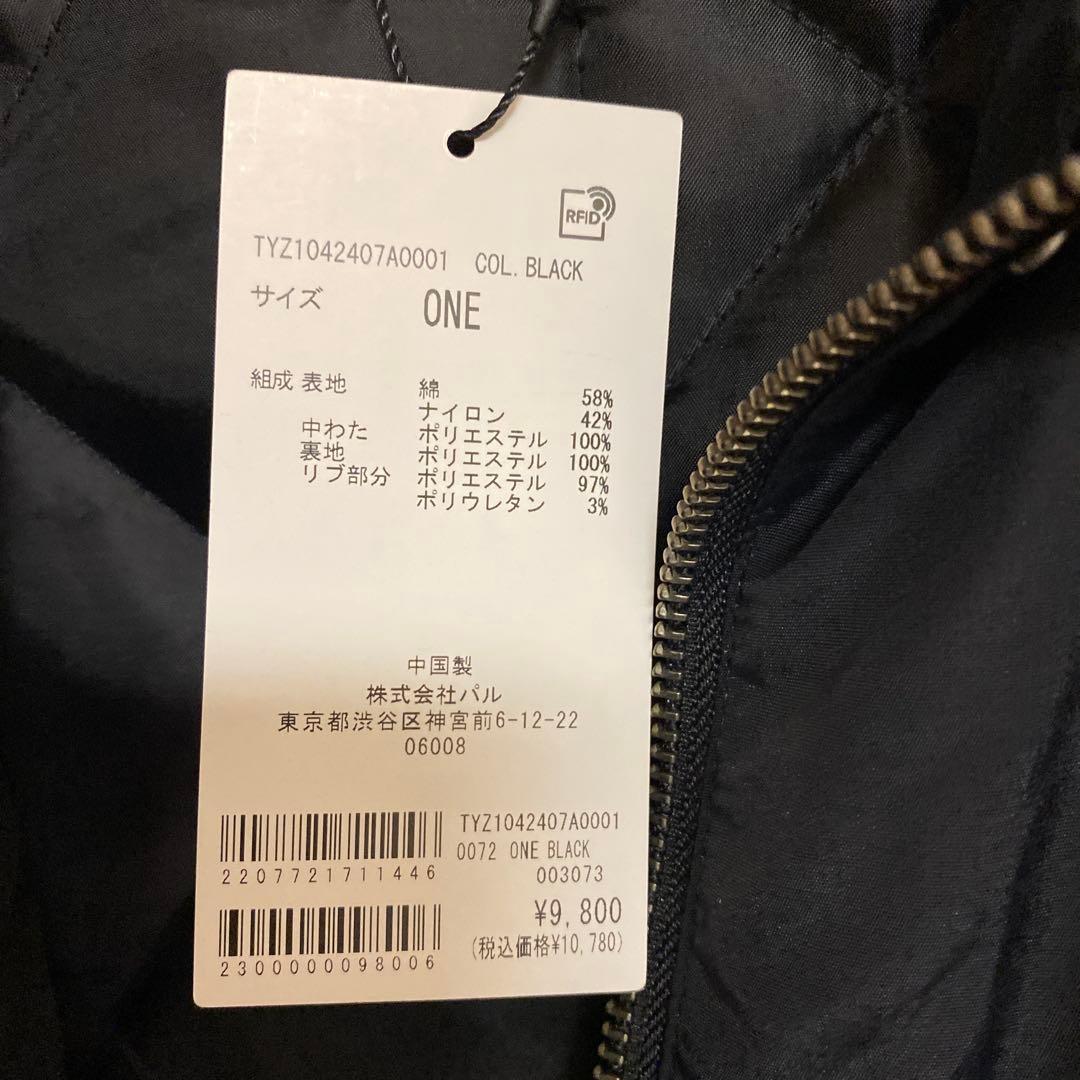 RFID
TYZ1042407A0001 COL. BLACK
サイズ ONE
組成 表地 綿 58%
ナイロン 42%
中わた ポリエステル 100%
裏地 ポリエステル 100%
リブ部分 ポリエステル 97%
ポリウレタン 3%
中国製
株式会社パル
東京都渋谷区神宮前6-12-22
06008
TYZ1042407A0001
0072 ONE BLACK
2207721711446 003073
¥9,800
2300000098006 (税込価格¥10,780)